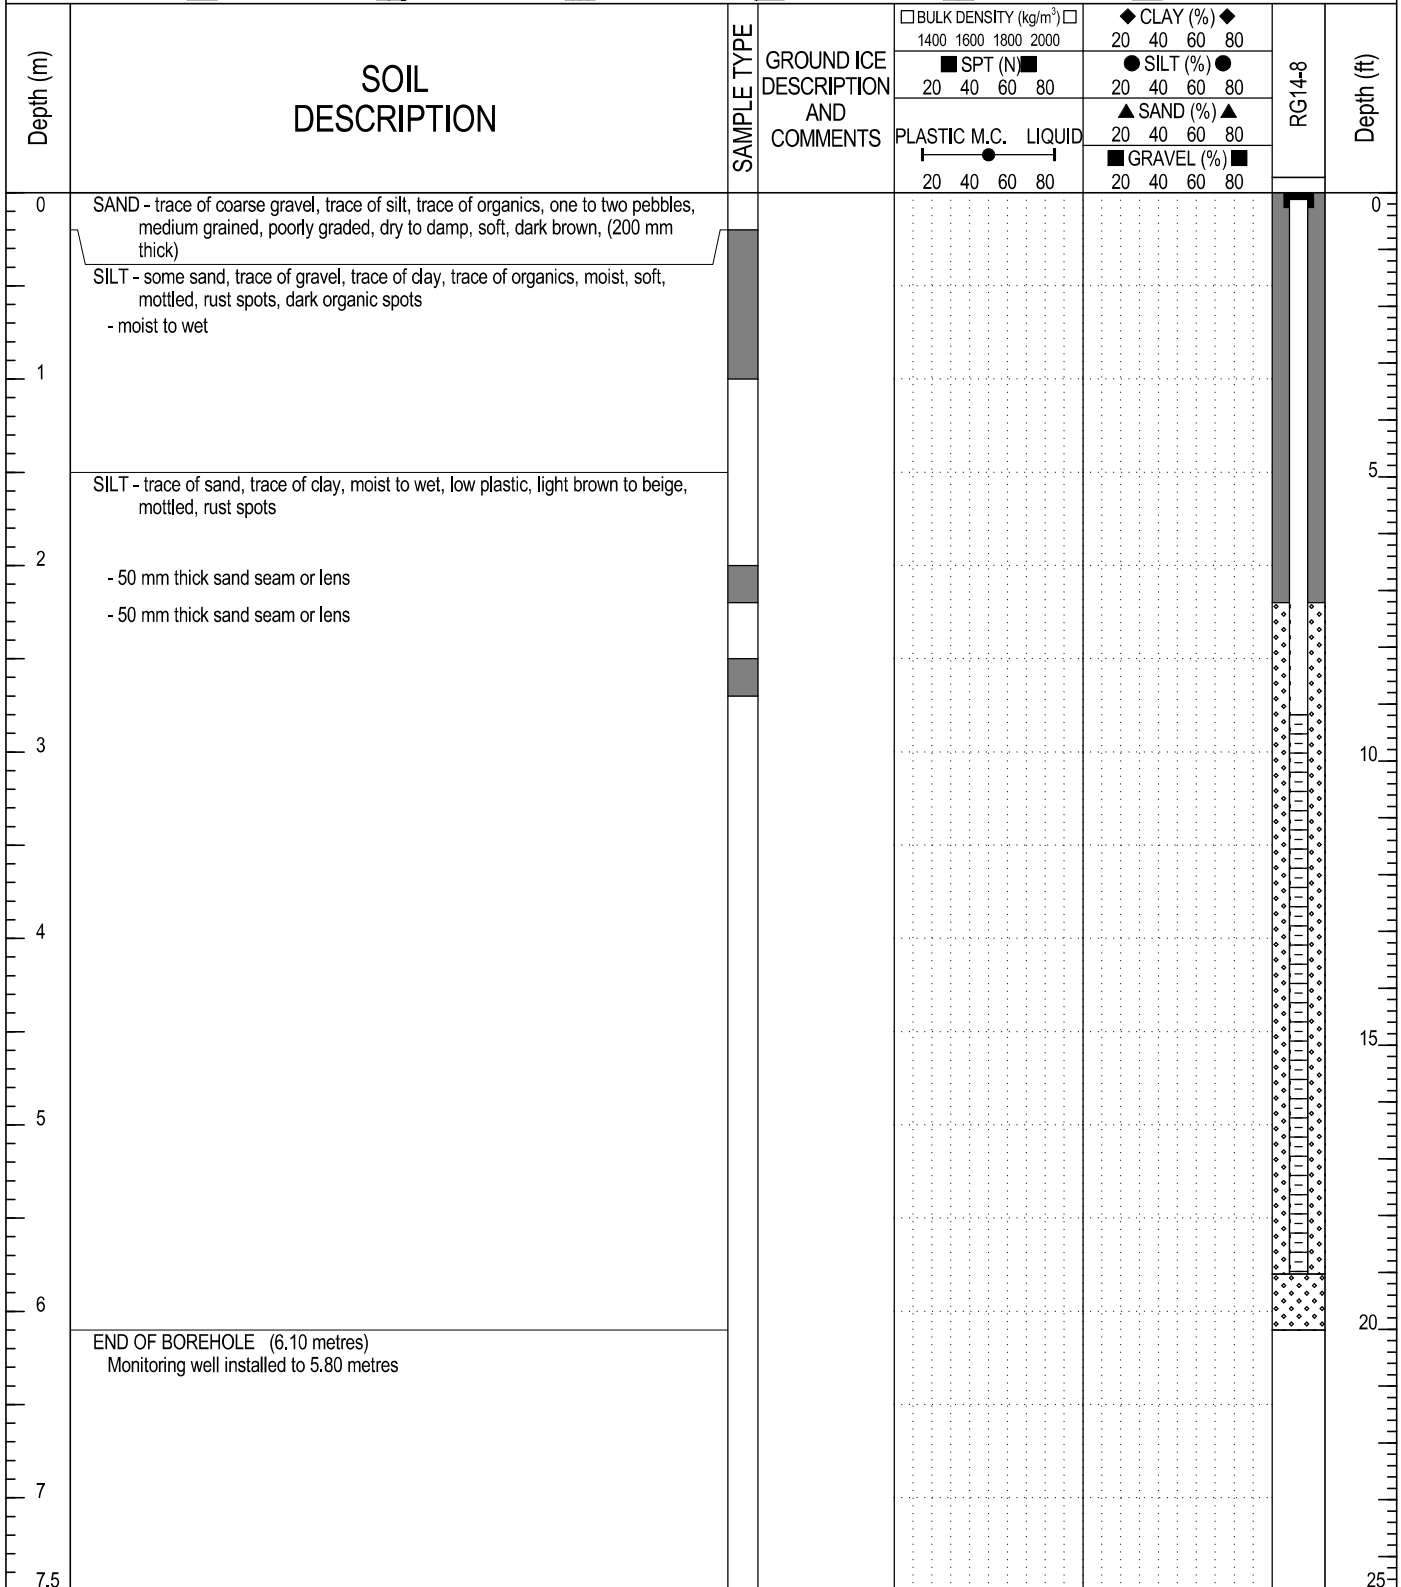 Depth (m)
SOIL
DESCRIPTION
SAMPLE TYPE
GROUND ICE
DESCRIPTION
AND
COMMENTS
□ BULK DENSITY (kg/m³) □
1400 1600 1800 2000
■ SPT (N) ■
20 40 60 80
PLASTIC M.C. LIQUID
20 40 60 80
◆ CLAY (%) ◆
20 40 60 80
● SILT (%) ●
20 40 60 80
▲ SAND (%) ▲
20 40 60 80
■ GRAVEL (%) ■
20 40 60 80
RG14-8
Depth (ft)
0
SAND - trace of coarse gravel, trace of silt, trace of organics, one to two pebbles,
medium grained, poorly graded, dry to damp, soft, dark brown, (200 mm
thick)
0
SILT - some sand, trace of gravel, trace of clay, trace of organics, moist, soft,
mottled, rust spots, dark organic spots
- moist to wet
1
5
SILT - trace of sand, trace of clay, moist to wet, low plastic, light brown to beige,
mottled, rust spots
2
- 50 mm thick sand seam or lens
- 50 mm thick sand seam or lens
3
10
4
15
5
6
20
END OF BOREHOLE (6.10 metres)
Monitoring well installed to 5.80 metres
7
7.5
25